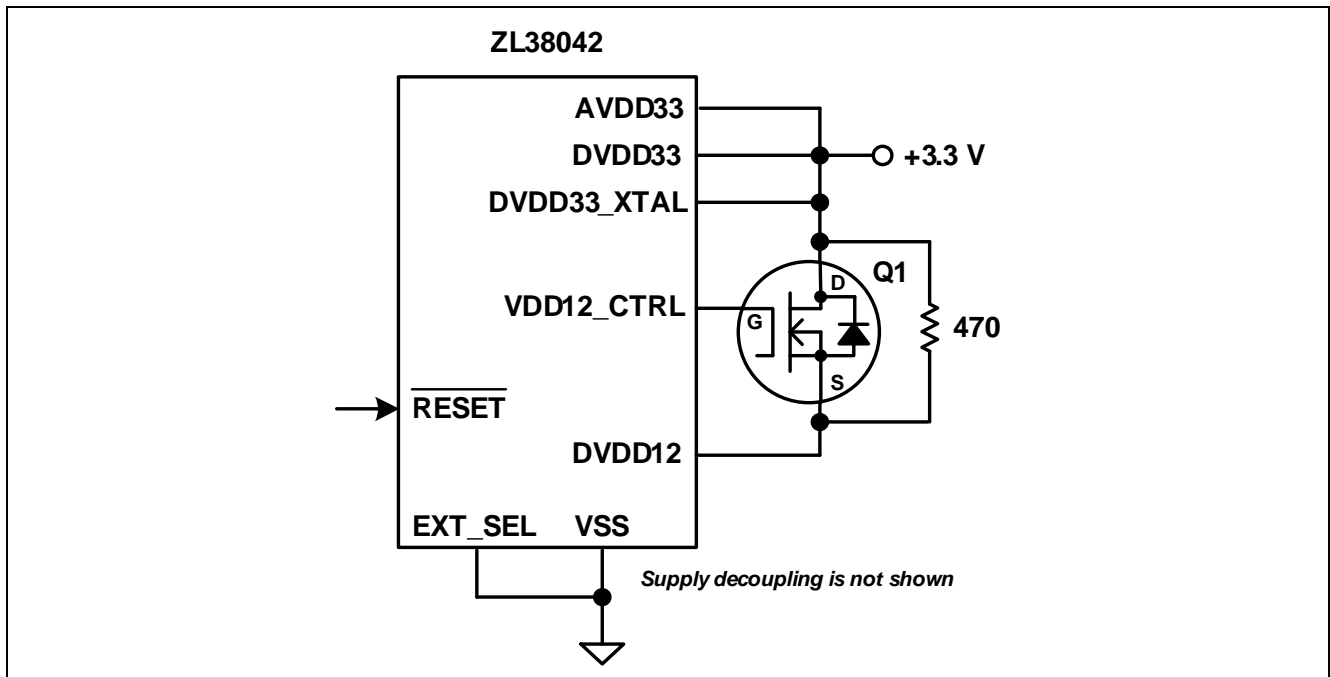 ZL38042
AVDD33
DVDD33
+3.3 V
DVDD33_XTAL
Q1
D
VDD12_CTRL
G
470
S
RESET
DVDD12
EXT_SEL VSS
Supply decoupling is not shown